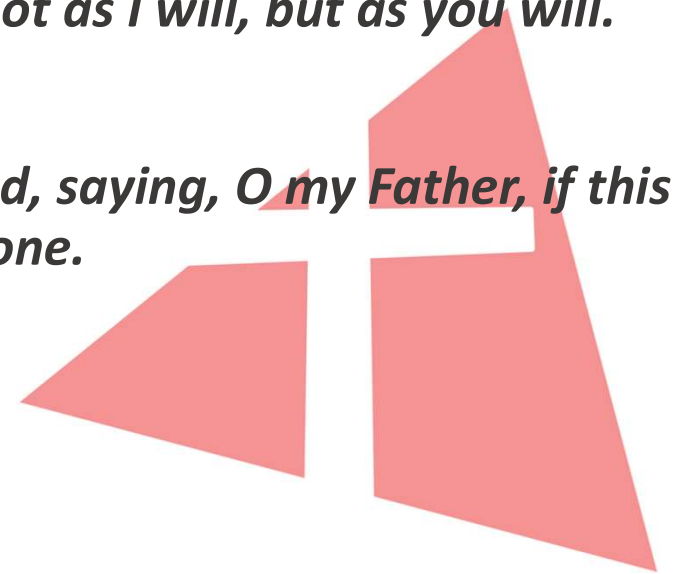 ot as I will, but as you will.
d, saying, O my Father, if this
one.